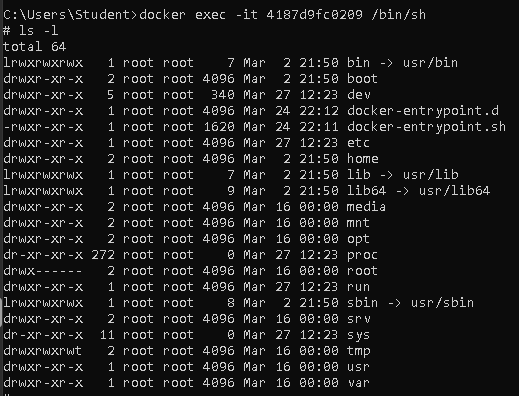 C:\Users\Student>docker exec -it 4187d9fc0209 /bin/sh
# ls -l
total 64
lrwxrwxrwx   1 root root    7 Mar  2 21:50 bin -> usr/bin
drwxr-xr-x   2 root root 4096 Mar  2 21:50 boot
drwxr-xr-x   5 root root  340 Mar 27 12:23 dev
drwxr-xr-x   1 root root 4096 Mar 24 22:12 docker-entrypoint.d
-rwxr-xr-x   1 root root 1620 Mar 24 22:11 docker-entrypoint.sh
drwxr-xr-x   1 root root 4096 Mar 27 12:23 etc
drwxr-xr-x   2 root root 4096 Mar  2 21:50 home
lrwxrwxrwx   1 root root    7 Mar  2 21:50 lib -> usr/lib
lrwxrwxrwx   1 root root    9 Mar  2 21:50 lib64 -> usr/lib64
drwxr-xr-x   2 root root 4096 Mar 16 00:00 media
drwxr-xr-x   2 root root 4096 Mar 16 00:00 mnt
drwxr-xr-x   2 root root 4096 Mar 16 00:00 opt
dr-xr-xr-x 272 root root    0 Mar 27 12:23 proc
drwx------   2 root root 4096 Mar 16 00:00 root
drwxr-xr-x   1 root root 4096 Mar 27 12:23 run
lrwxrwxrwx   1 root root    8 Mar  2 21:50 sbin -> usr/sbin
drwxr-xr-x   2 root root 4096 Mar 16 00:00 srv
dr-xr-xr-x  11 root root    0 Mar 27 12:23 sys
drwxrwxrwt   2 root root 4096 Mar 16 00:00 tmp
drwxr-xr-x   1 root root 4096 Mar 16 00:00 usr
drwxr-xr-x   1 root root 4096 Mar 16 00:00 var
#